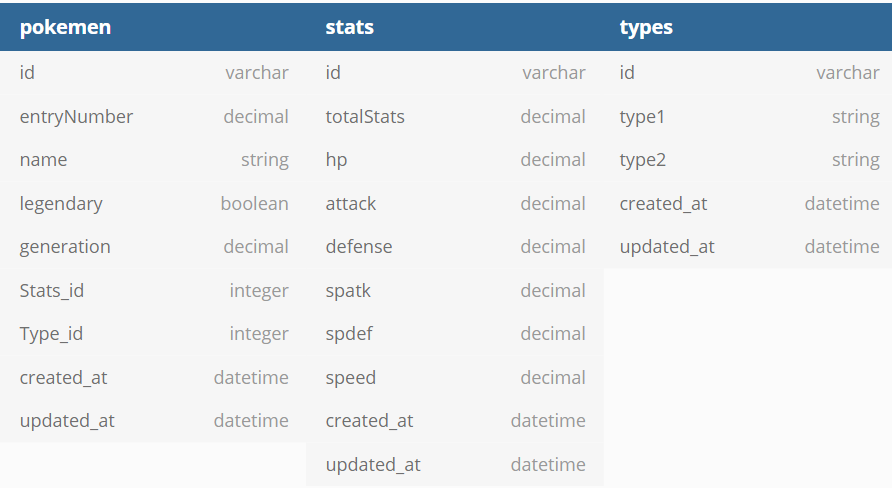 pokemen stats types
id varchar id varchar id varchar
entryNumber decimal totalStats decimal type1 string
name string hp decimal type2 string
legendary boolean attack decimal created_at datetime
generation decimal defense decimal updated_at datetime
Stats_id integer spatk decimal
Type_id integer spdef decimal
created_at datetime speed decimal
updated_at datetime created_at datetime
updated_at datetime